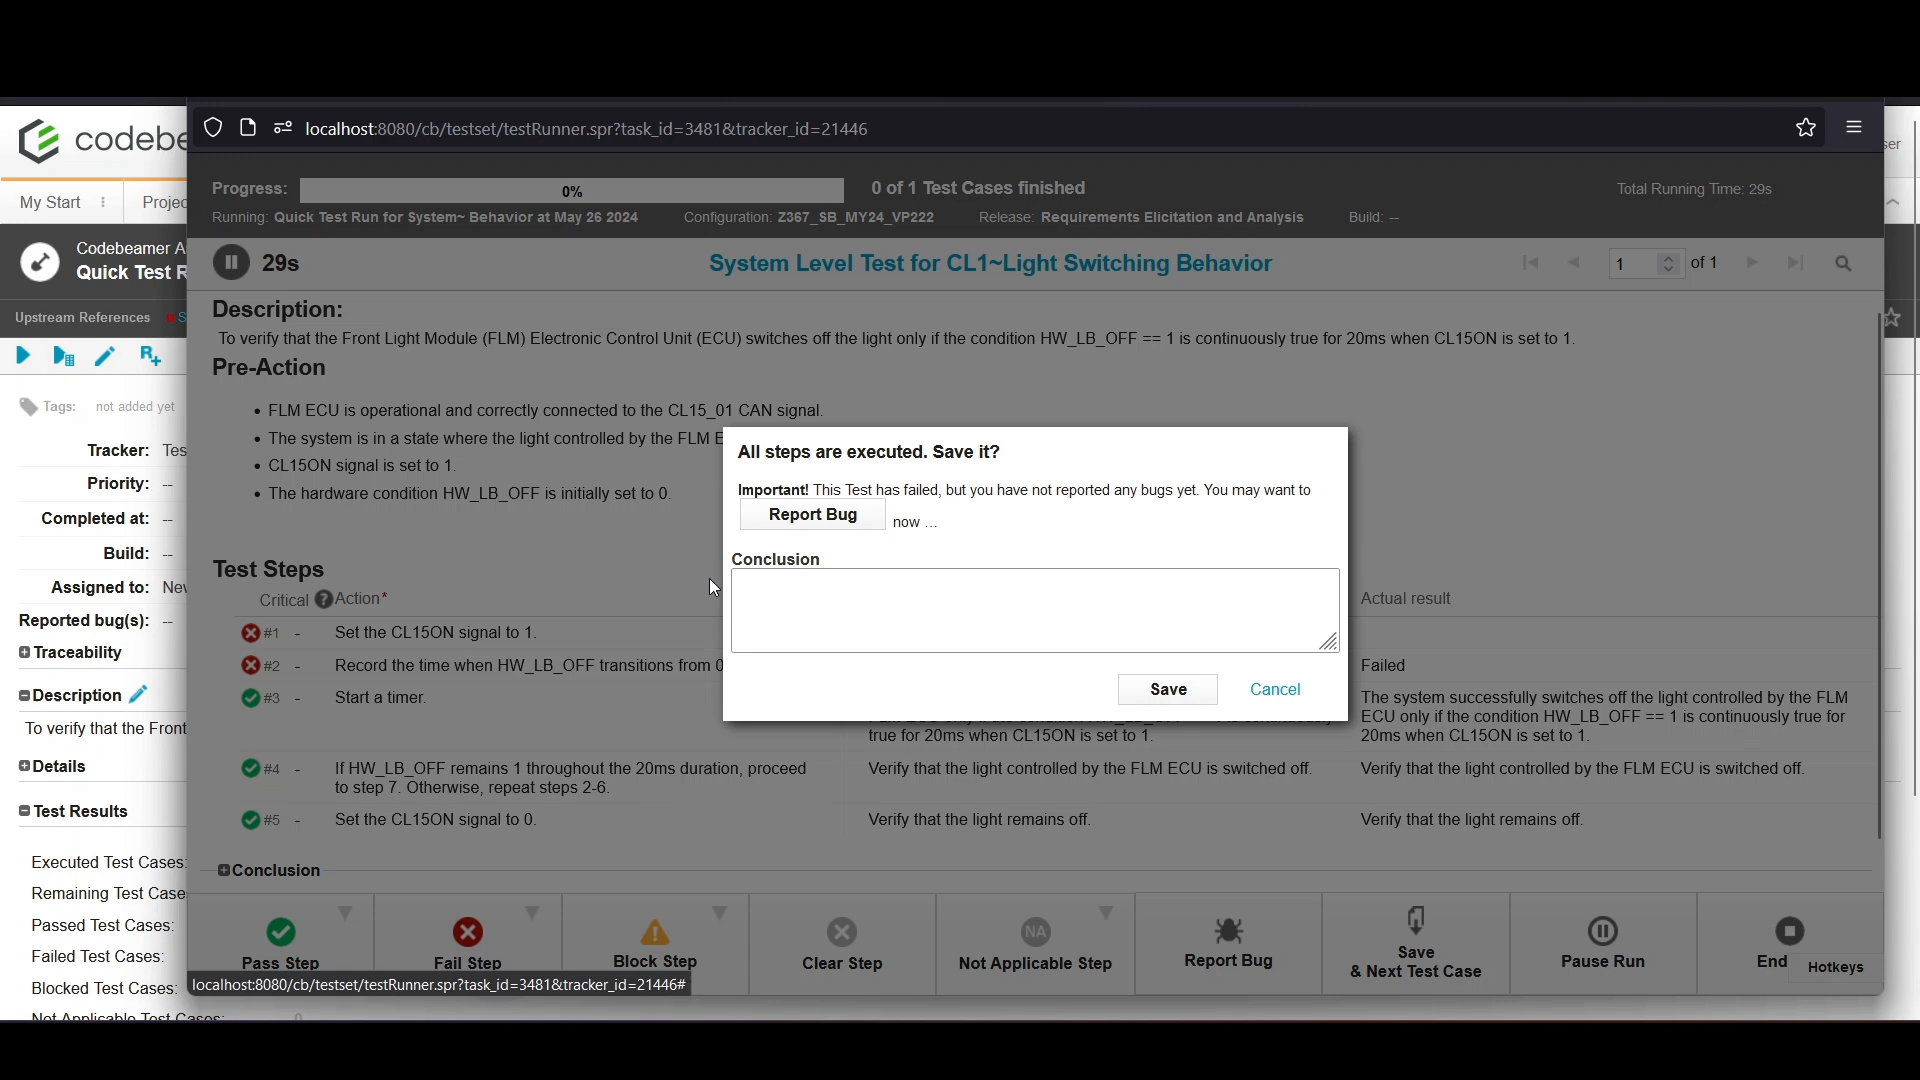 codebe
localhost:8080/cb/testset/testRunner.spr?task_id=3481&tracker_id=21446
ser
Progress: 0% 0 of 1 Test Cases finished Total Running Time: 29s
My Start Projec
Running: Quick Test Run for System~ Behavior at May 26 2024 Configuration: Z367_SB_MY24_VP222 Release: Requirements Elicitation and Analysis Build: --
Codebeamer A
Quick Test R
29s System Level Test for CL1~Light Switching Behavior 1 of 1
Upstream References S
Description:
To verify that the Front Light Module (FLM) Electronic Control Unit (ECU) switches off the light only if the condition HW_LB_OFF == 1 is continuously true for 20ms when CL15ON is set to 1.
Pre-Action
Tags: not added yet
• FLM ECU is operational and correctly connected to the CL15_01 CAN signal.
• The system is in a state where the light controlled by the FLM E
• CL15ON signal is set to 1.
• The hardware condition HW_LB_OFF is initially set to 0.
All steps are executed. Save it?
Important! This Test has failed, but you have not reported any bugs yet. You may want to
Report Bug now ...
Conclusion
Save Cancel
Tracker: Tes
Priority: --
Completed at: --
Build: --
Assigned to: New
Reported bug(s): --
Traceability
Description
To verify that the Front
Details
Test Results
Executed Test Cases:
Remaining Test Case
Passed Test Cases:
Failed Test Cases:
Blocked Test Cases:
Not Applicable Test Cases: 0
Test Steps
Critical ? Action* Actual result
#1 - Set the CL15ON signal to 1.
#2 - Record the time when HW_LB_OFF transitions from 0 Failed
#3 - Start a timer. The system successfully switches off the light controlled by the FLM
ECU only if the condition HW_LB_OFF == 1 is continuously true for
true for 20ms when CL15ON is set to 1. 20ms when CL15ON is set to 1.
#4 - If HW_LB_OFF remains 1 throughout the 20ms duration, proceed Verify that the light controlled by the FLM ECU is switched off. Verify that the light controlled by the FLM ECU is switched off.
to step 7. Otherwise, repeat steps 2-6.
#5 - Set the CL15ON signal to 0. Verify that the light remains off. Verify that the light remains off.
Conclusion
Pass Step Fail Step Block Step Clear Step NA Not Applicable Step Report Bug Save Pause Run End Hotkeys
& Next Test Case
localhost:8080/cb/testset/testRunner.spr?task_id=3481&tracker_id=21446#